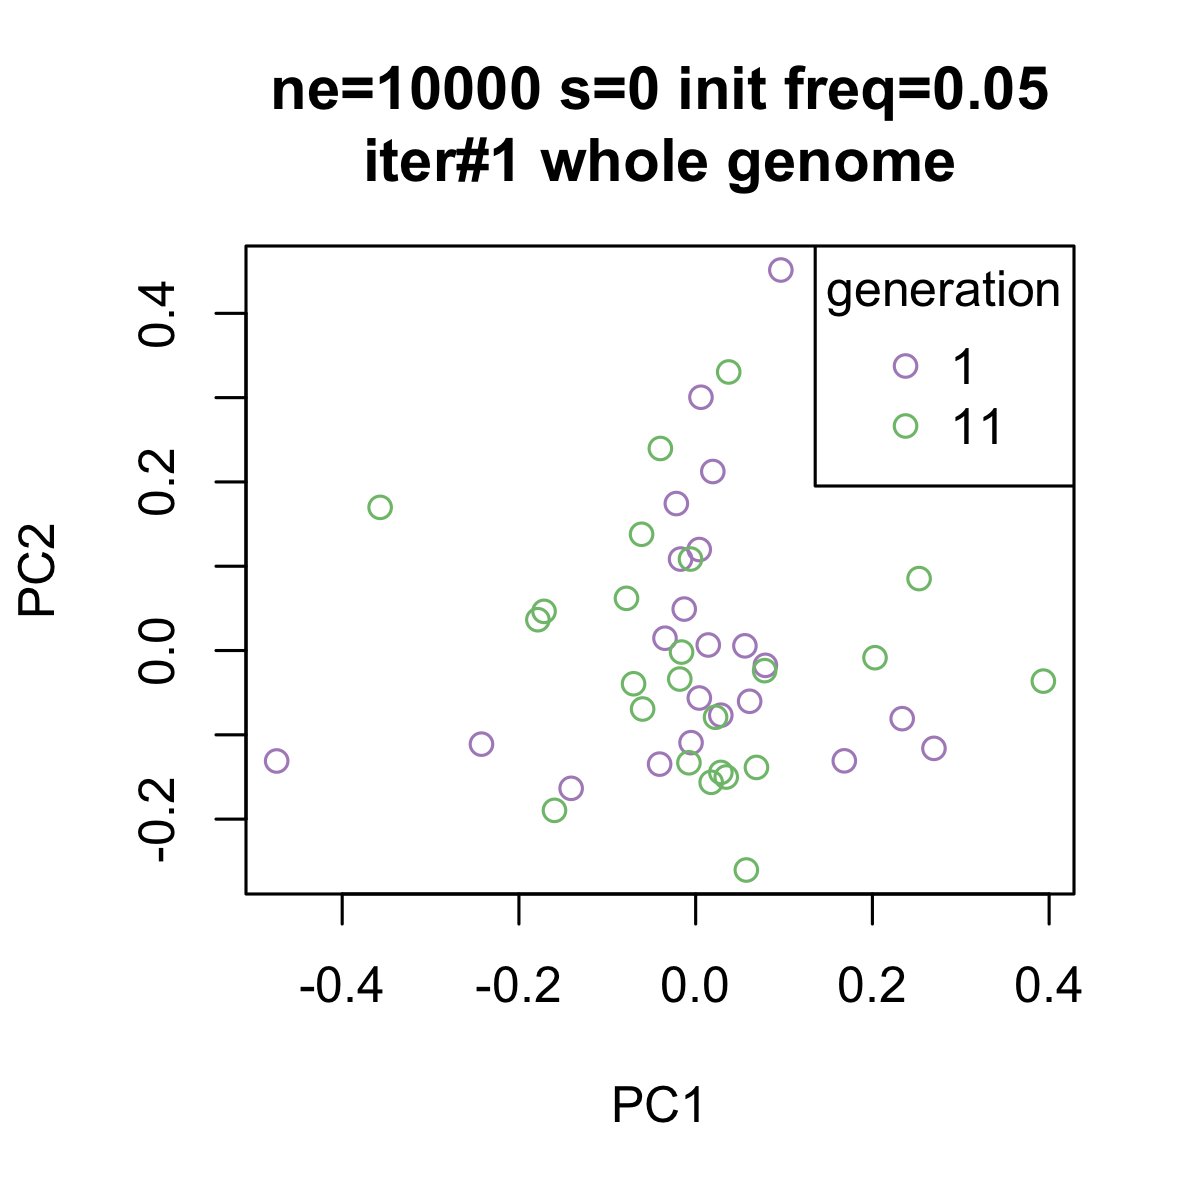 ne=10000 s=0 init freq=0.05
iter#1 whole genome
generation
1
11
PC2
0.4
0.2
0.0
-0.2
-0.4 -0.2 0.0 0.2 0.4
PC1